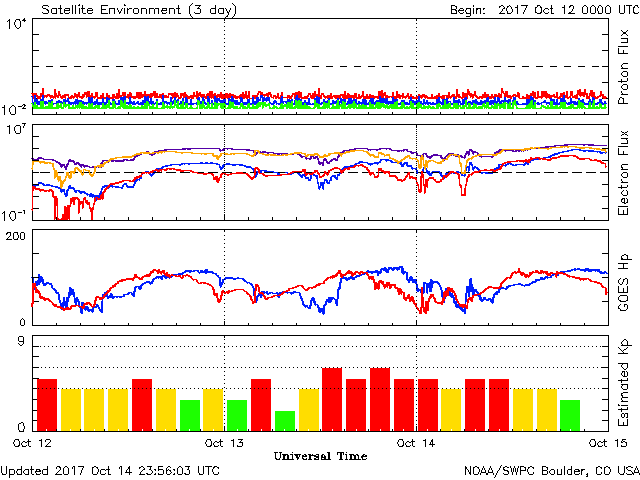 Satellite Environment (3 day)
Begin: 2017 Oct 12 0000 UTC
10^4
10^-2
Proton Flux
10^7
10^-1
Electron Flux
200
0
GOES Hp
9
0
Estimated Kp
Oct 12 Oct 13 Oct 14 Oct 15
Universal Time
Updated 2017 Oct 14 23:56:03 UTC
NOAA/SWPC Boulder, CO USA